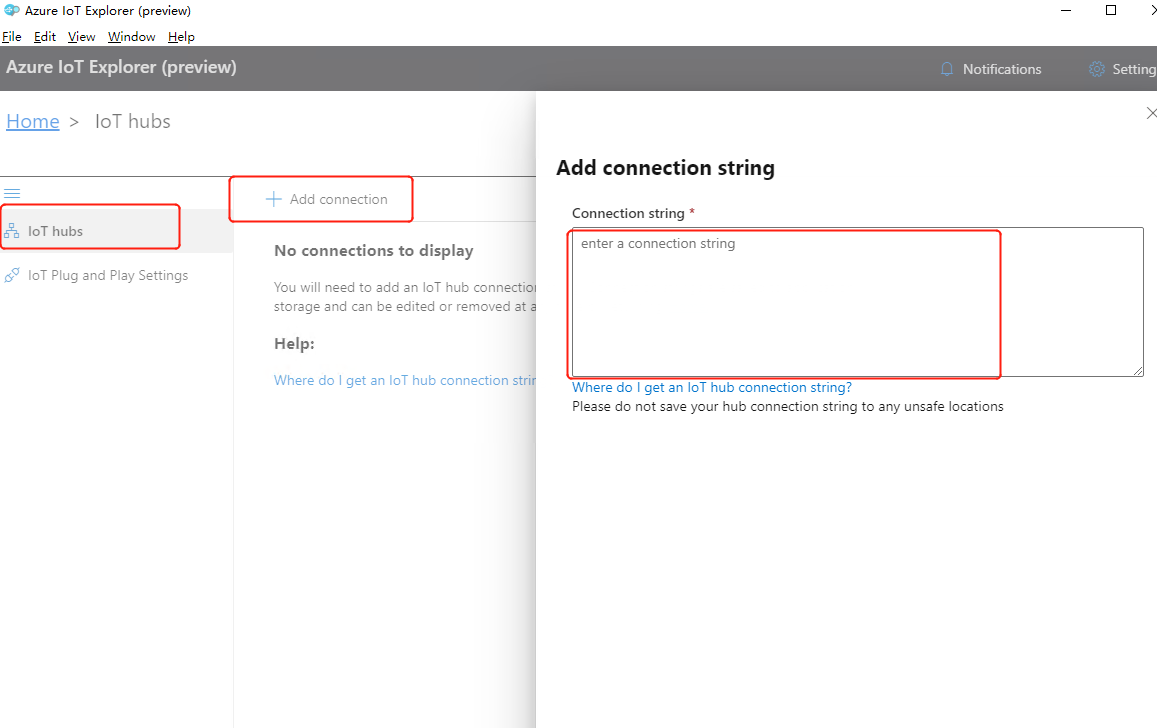 Azure IoT Explorer (preview)
File Edit View Window Help
Azure IoT Explorer (preview)
Notifications
Setting
Home > IoT hubs
Add connection
IoT hubs
IoT Plug and Play Settings
No connections to display
You will need to add an IoT hub connection
storage and can be edited or removed at a
Help:
Where do I get an IoT hub connection strin
Add connection string
Connection string *
enter a connection string
Where do I get an IoT hub connection string?
Please do not save your hub connection string to any unsafe locations